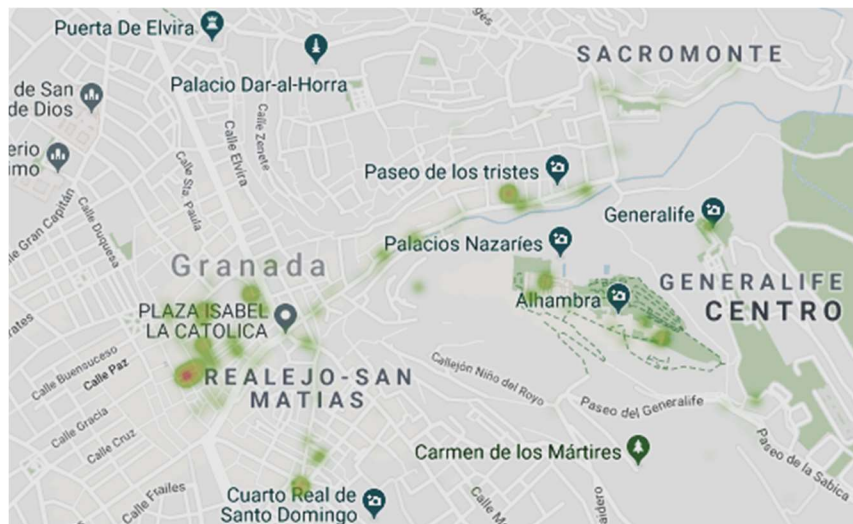 Puerta De Elvira
SACROMONTE
Palacio Dar-al-Horra
de San
de Dios
Calle Elvira
Calle Zenete
Calle Sta. Paula
Paseo de los tristes
Calle Gran Capitán
Calle Duquesa
Generalife
Palacios Nazaríes
Granada
GENERALIFE
CENTRO
Alhambra
PLAZA ISABEL
LA CATOLICA
Calle Buensuceso
Calle Paz
REALEJO-SAN
MATIAS
Callejón Niño del Royo
Paseo del Generalife
Calle Gracia
Calle Cruz
Carmen de los Mártires
Paseo de la Sabica
Cuarto Real de
Santo Domingo